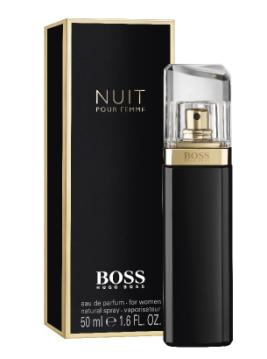 NUIT
POUR FEMME
BOSS
BOSS
HUGO BOSS
eau de parfum - for women
natural spray - vaporisateur
50 ml e 1.6 FL. OZ.